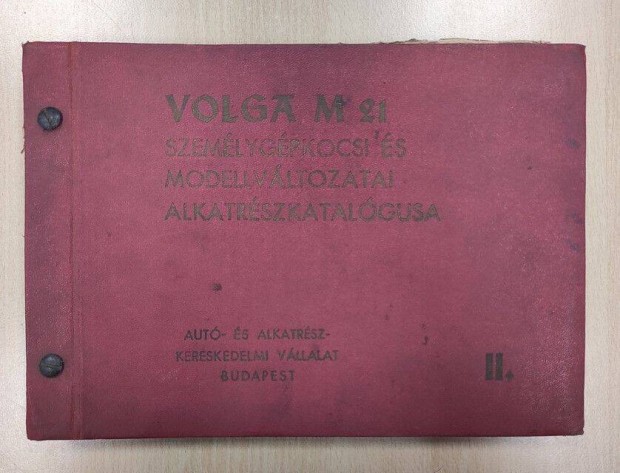 VOLGA M 21
SZEMÉLYGÉPKOCSI ÉS
MODELLVÁLTOZATAI
ALKATRÉSZKATALÓGUSA
AUTÓ- ÉS ALKATRÉSZ-
KERESKEDELMI VÁLLALAT
BUDAPEST
II.